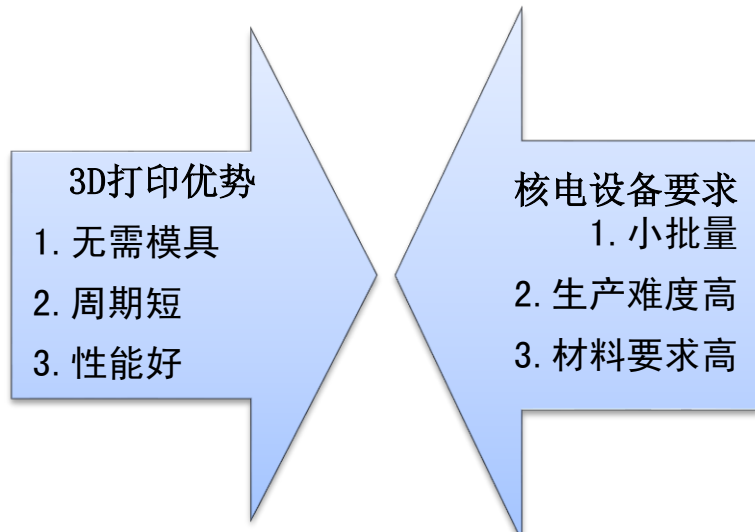 3D打印优势
1. 无需模具
2. 周期短
3. 性能好
核电设备要求
1. 小批量
2. 生产难度高
3. 材料要求高